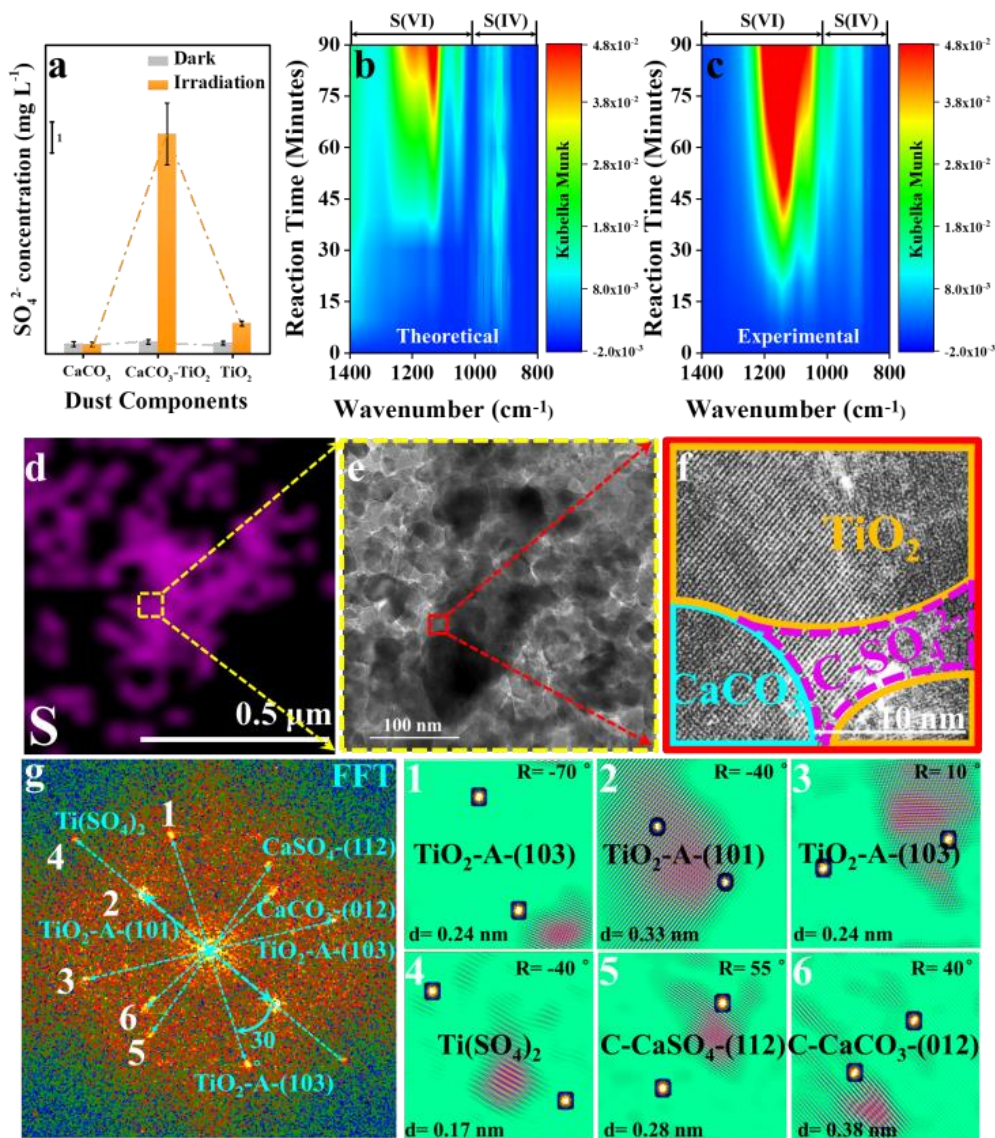 a
Dark
Irradiation
SO₄²⁻ concentration (mg L⁻¹)
1
CaCO₃
CaCO₃-TiO₂
TiO₂
Dust Components
S(VI)
S(IV)
b
90
75
60
45
30
15
0
Reaction Time (Minutes)
Theoretical
1400
1200
1000
800
Wavenumber (cm⁻¹)
4.8x10⁻²
3.8x10⁻²
2.8x10⁻²
1.8x10⁻²
8.0x10⁻³
-2.0x10⁻³
Kubelka Munk
S(VI)
S(IV)
c
90
75
60
45
30
15
0
Reaction Time (Minutes)
Experimental
1400
1200
1000
800
Wavenumber (cm⁻¹)
4.8x10⁻²
3.8x10⁻²
2.8x10⁻²
1.8x10⁻²
8.0x10⁻³
-2.0x10⁻³
Kubelka Munk
d
S
0.5 μm
e
100 nm
f
TiO₂
CaCO₃
C-SO₄²⁻
10 nm
g
FFT
Ti(SO₄)₂
1
4
CaSO₄-(112)
2
CaCO₃-(012)
TiO₂-A-(101)
TiO₂-A-(103)
3
6
5
30°
TiO₂-A-(103)
1
R= -70 °
TiO₂-A-(103)
d= 0.24 nm
2
R= -40 °
TiO₂-A-(101)
d= 0.33 nm
3
R= 10 °
TiO₂-A-(103)
d= 0.24 nm
4
R= -40 °
Ti(SO₄)₂
d= 0.17 nm
5
R= 55 °
C-CaSO₄-(112)
d= 0.28 nm
6
R= 40 °
C-CaCO₃-(012)
d= 0.38 nm